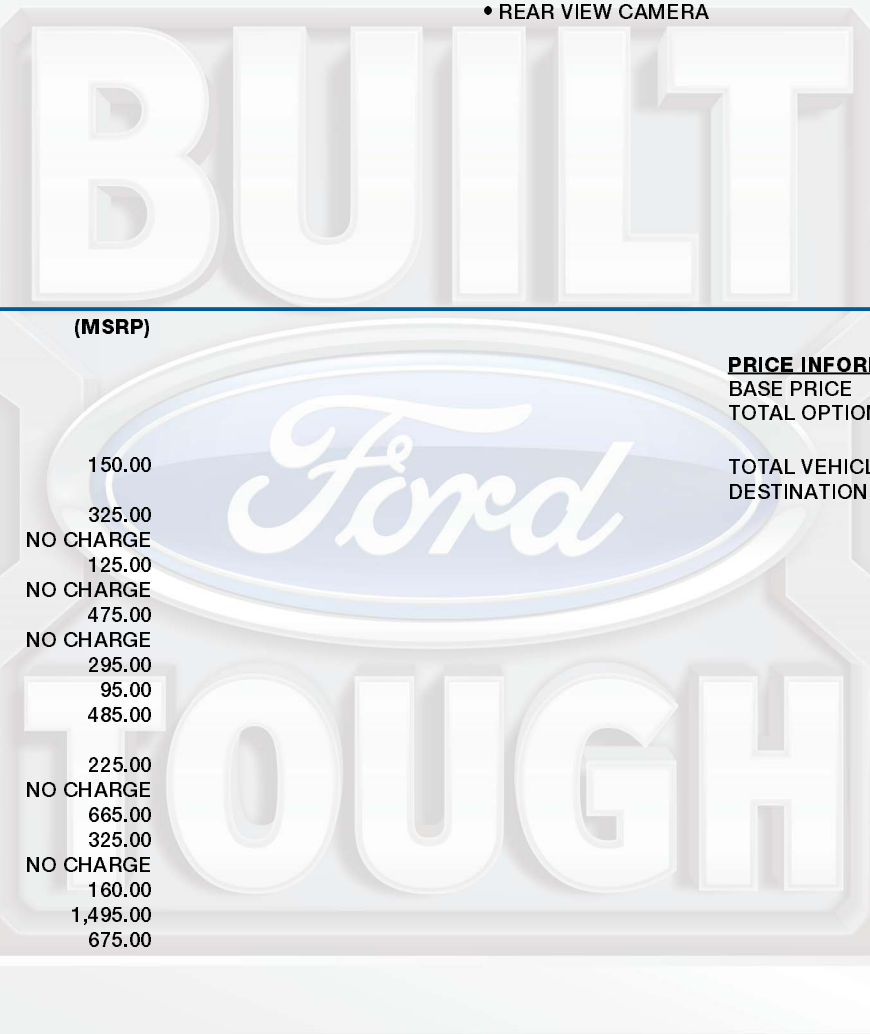 • REAR VIEW CAMERA
BUILT
(MSRP)
PRICE INFOR
BASE PRICE
TOTAL OPTION
150.00
TOTAL VEHICL
DESTINATION
325.00
NO CHARGE
125.00
NO CHARGE
475.00
NO CHARGE
295.00
95.00
485.00
225.00
NO CHARGE
665.00
325.00
NO CHARGE
160.00
1,495.00
675.00
Ford
TOUGH